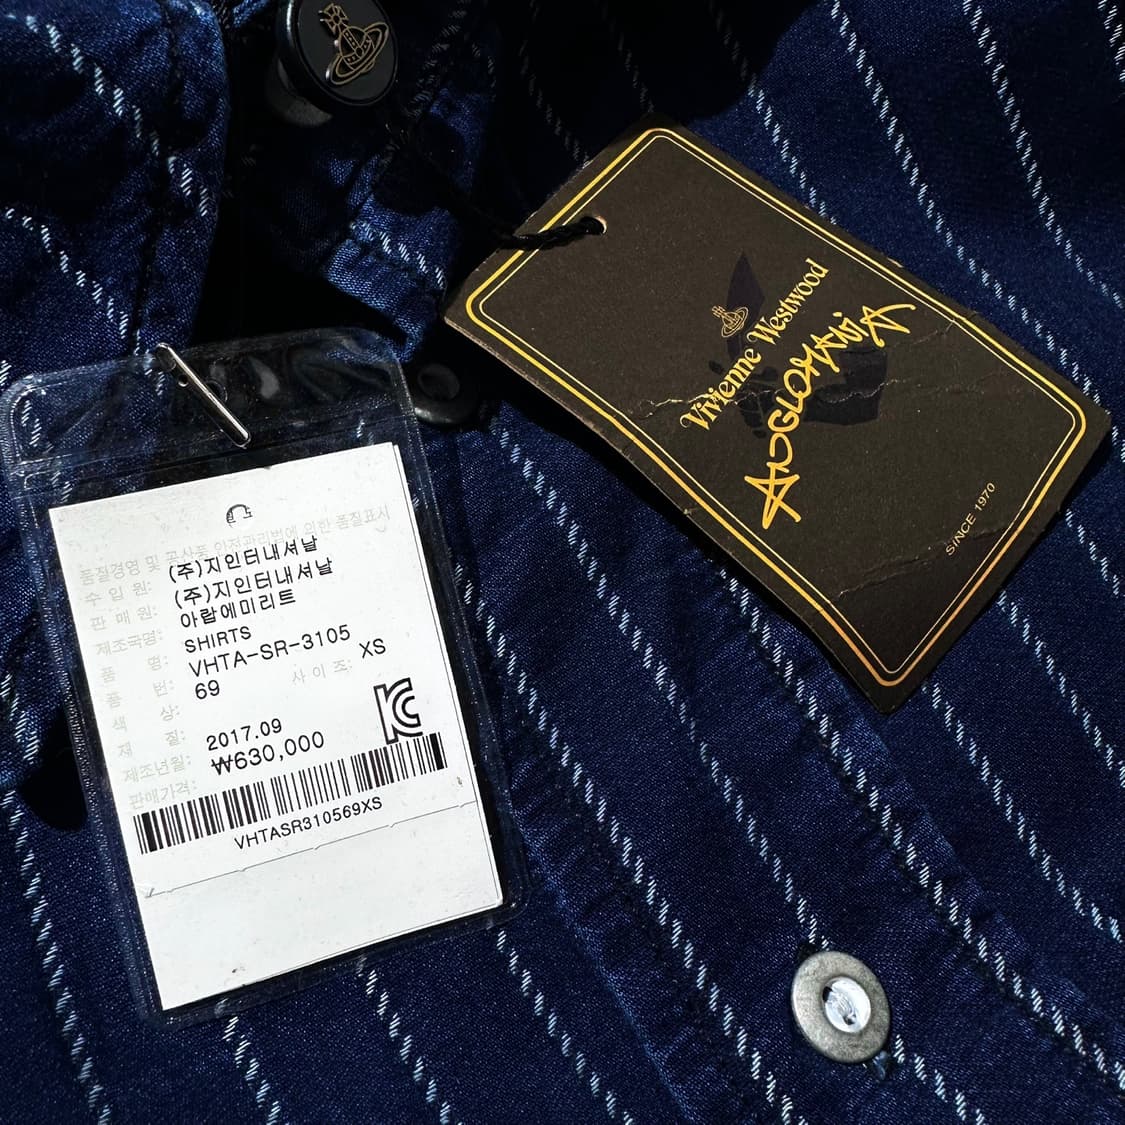 품질경영 및 공산품 안전관리법에 의한 품질표시
수 입 원: (주)지인터내셔날
판 매 원: (주)지인터내셔날
제조국명: 아랍에미리트
품 명: SHIRTS
품 번: VHTA-SR-3105
색 상: 69 사 이 즈: XS
재 질:
제조년월: 2017.09
판매가격: ₩630,000
VHTASR310569XS
Vivienne Westwood
ANGLOMANIA
SINCE 1970